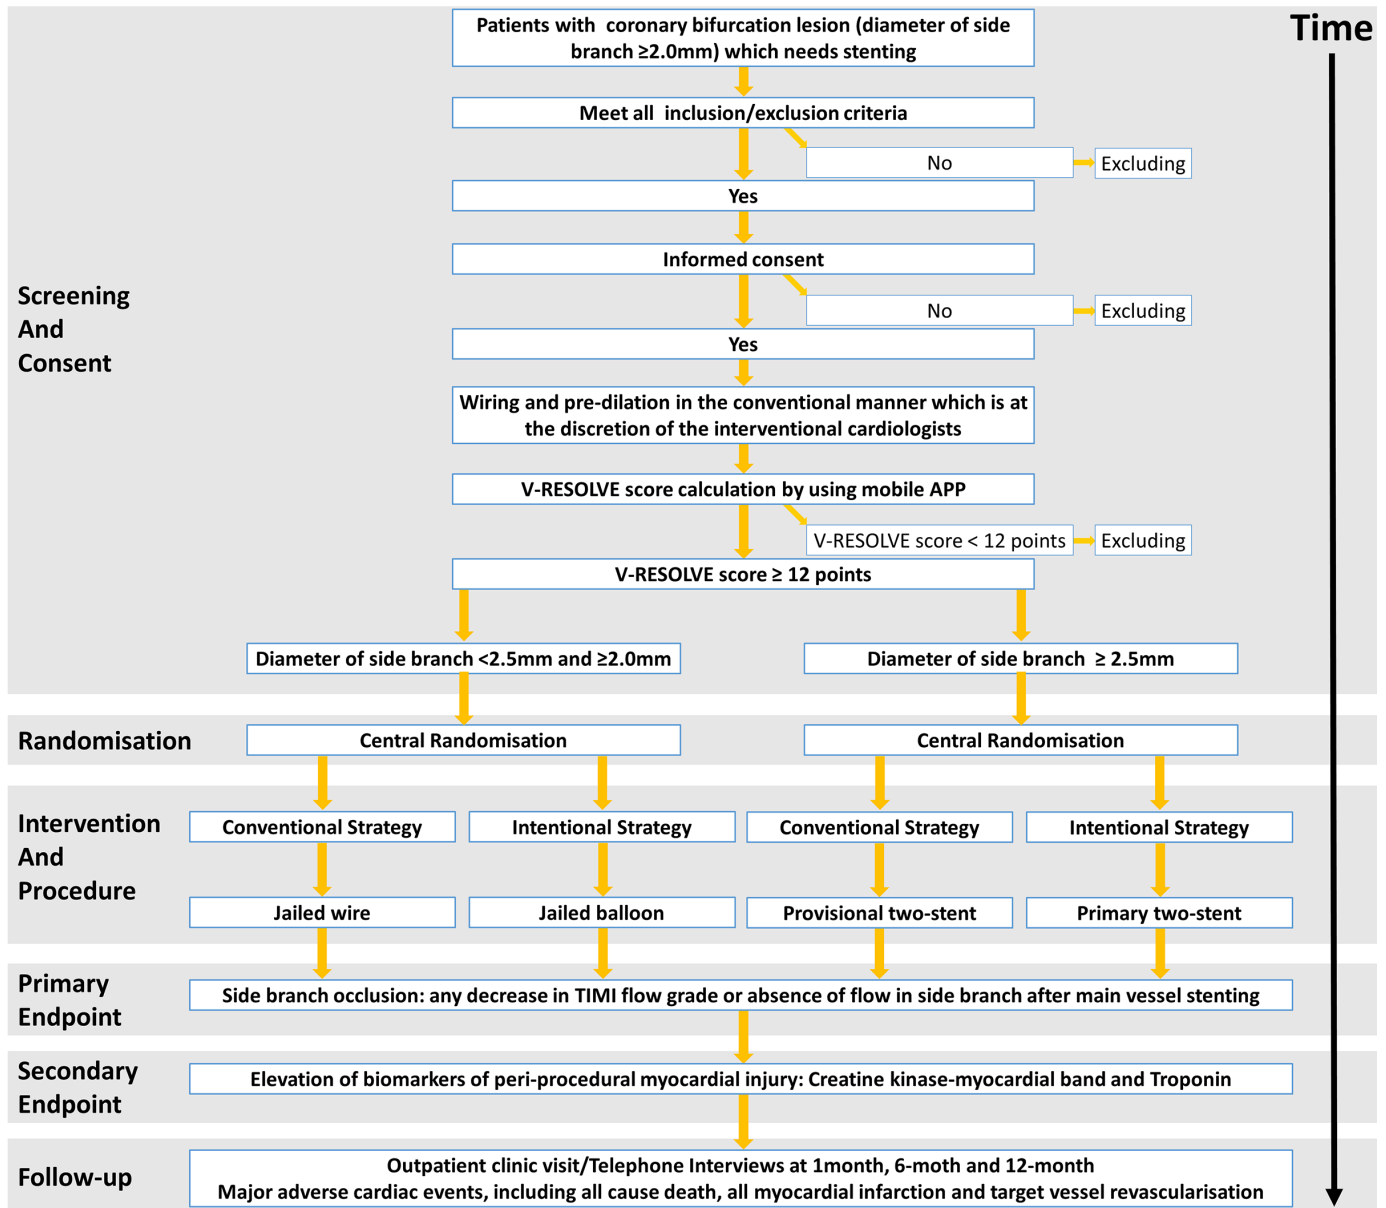 Time
Patients with coronary bifurcation lesion (diameter of side
branch ≥2.0mm) which needs stenting
Meet all inclusion/exclusion criteria
No
Excluding
Yes
Informed consent
No
Excluding
Screening
And
Consent
Yes
Wiring and pre-dilation in the conventional manner which is at
the discretion of the interventional cardiologists
V-RESOLVE score calculation by using mobile APP
V-RESOLVE score < 12 points
Excluding
V-RESOLVE score ≥ 12 points
Diameter of side branch <2.5mm and ≥2.0mm
Diameter of side branch ≥ 2.5mm
Randomisation
Central Randomisation
Central Randomisation
Intervention
And
Procedure
Conventional Strategy
Intentional Strategy
Conventional Strategy
Intentional Strategy
Jailed wire
Jailed balloon
Provisional two-stent
Primary two-stent
Primary
Endpoint
Side branch occlusion: any decrease in TIMI flow grade or absence of flow in side branch after main vessel stenting
Secondary
Endpoint
Elevation of biomarkers of peri-procedural myocardial injury: Creatine kinase-myocardial band and Troponin
Follow-up
Outpatient clinic visit/Telephone Interviews at 1month, 6-moth and 12-month
Major adverse cardiac events, including all cause death, all myocardial infarction and target vessel revascularisation